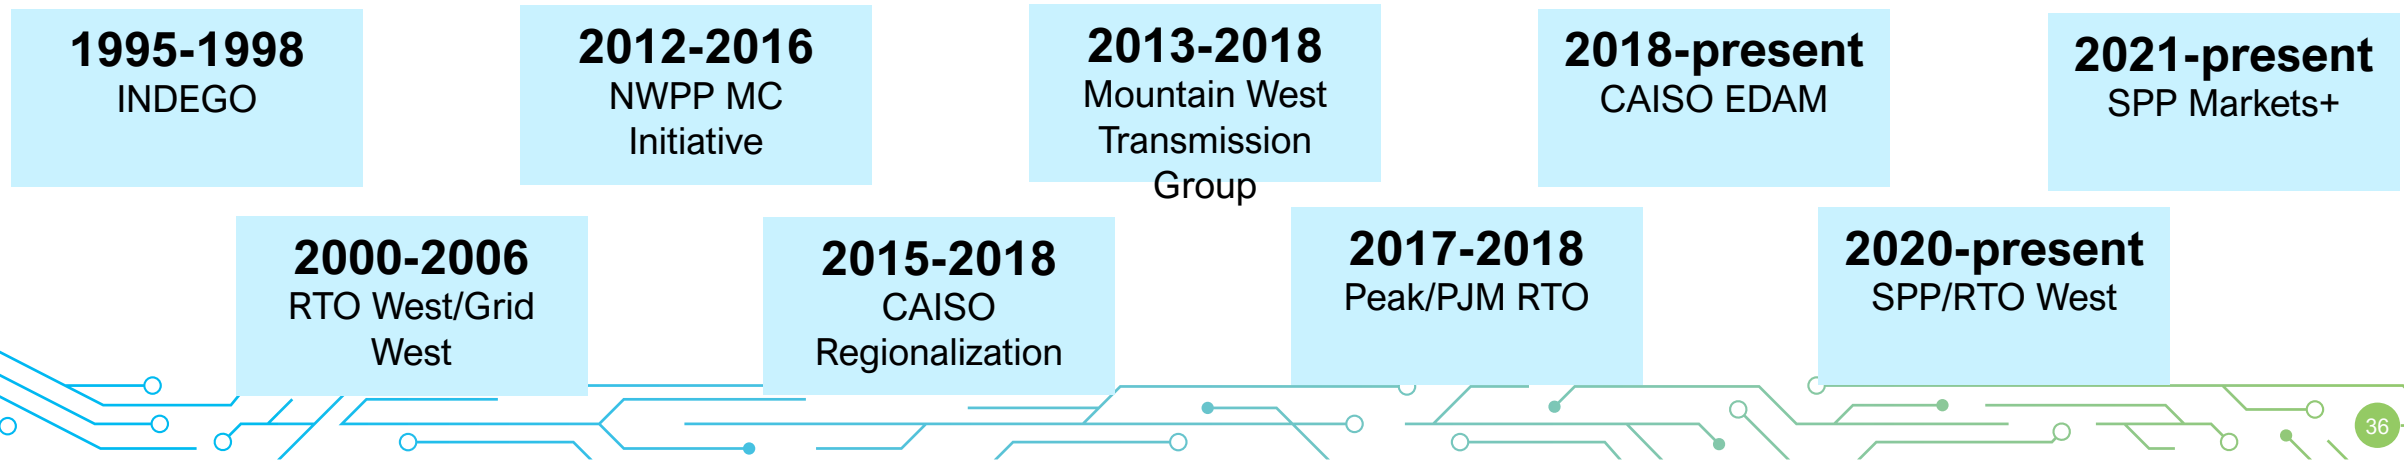 1995-1998
INDEGO
2000-2006
RTO West/Grid
West
2012-2016
NWPP MC
Initiative
2015-2018
CAISO
Regionalization
2013-2018
Mountain West
Transmission
Group
2017-2018
Peak/PJM RTO
2018-present
CAISO EDAM
2020-present
SPP/RTO West
2021-present
SPP Markets+
36